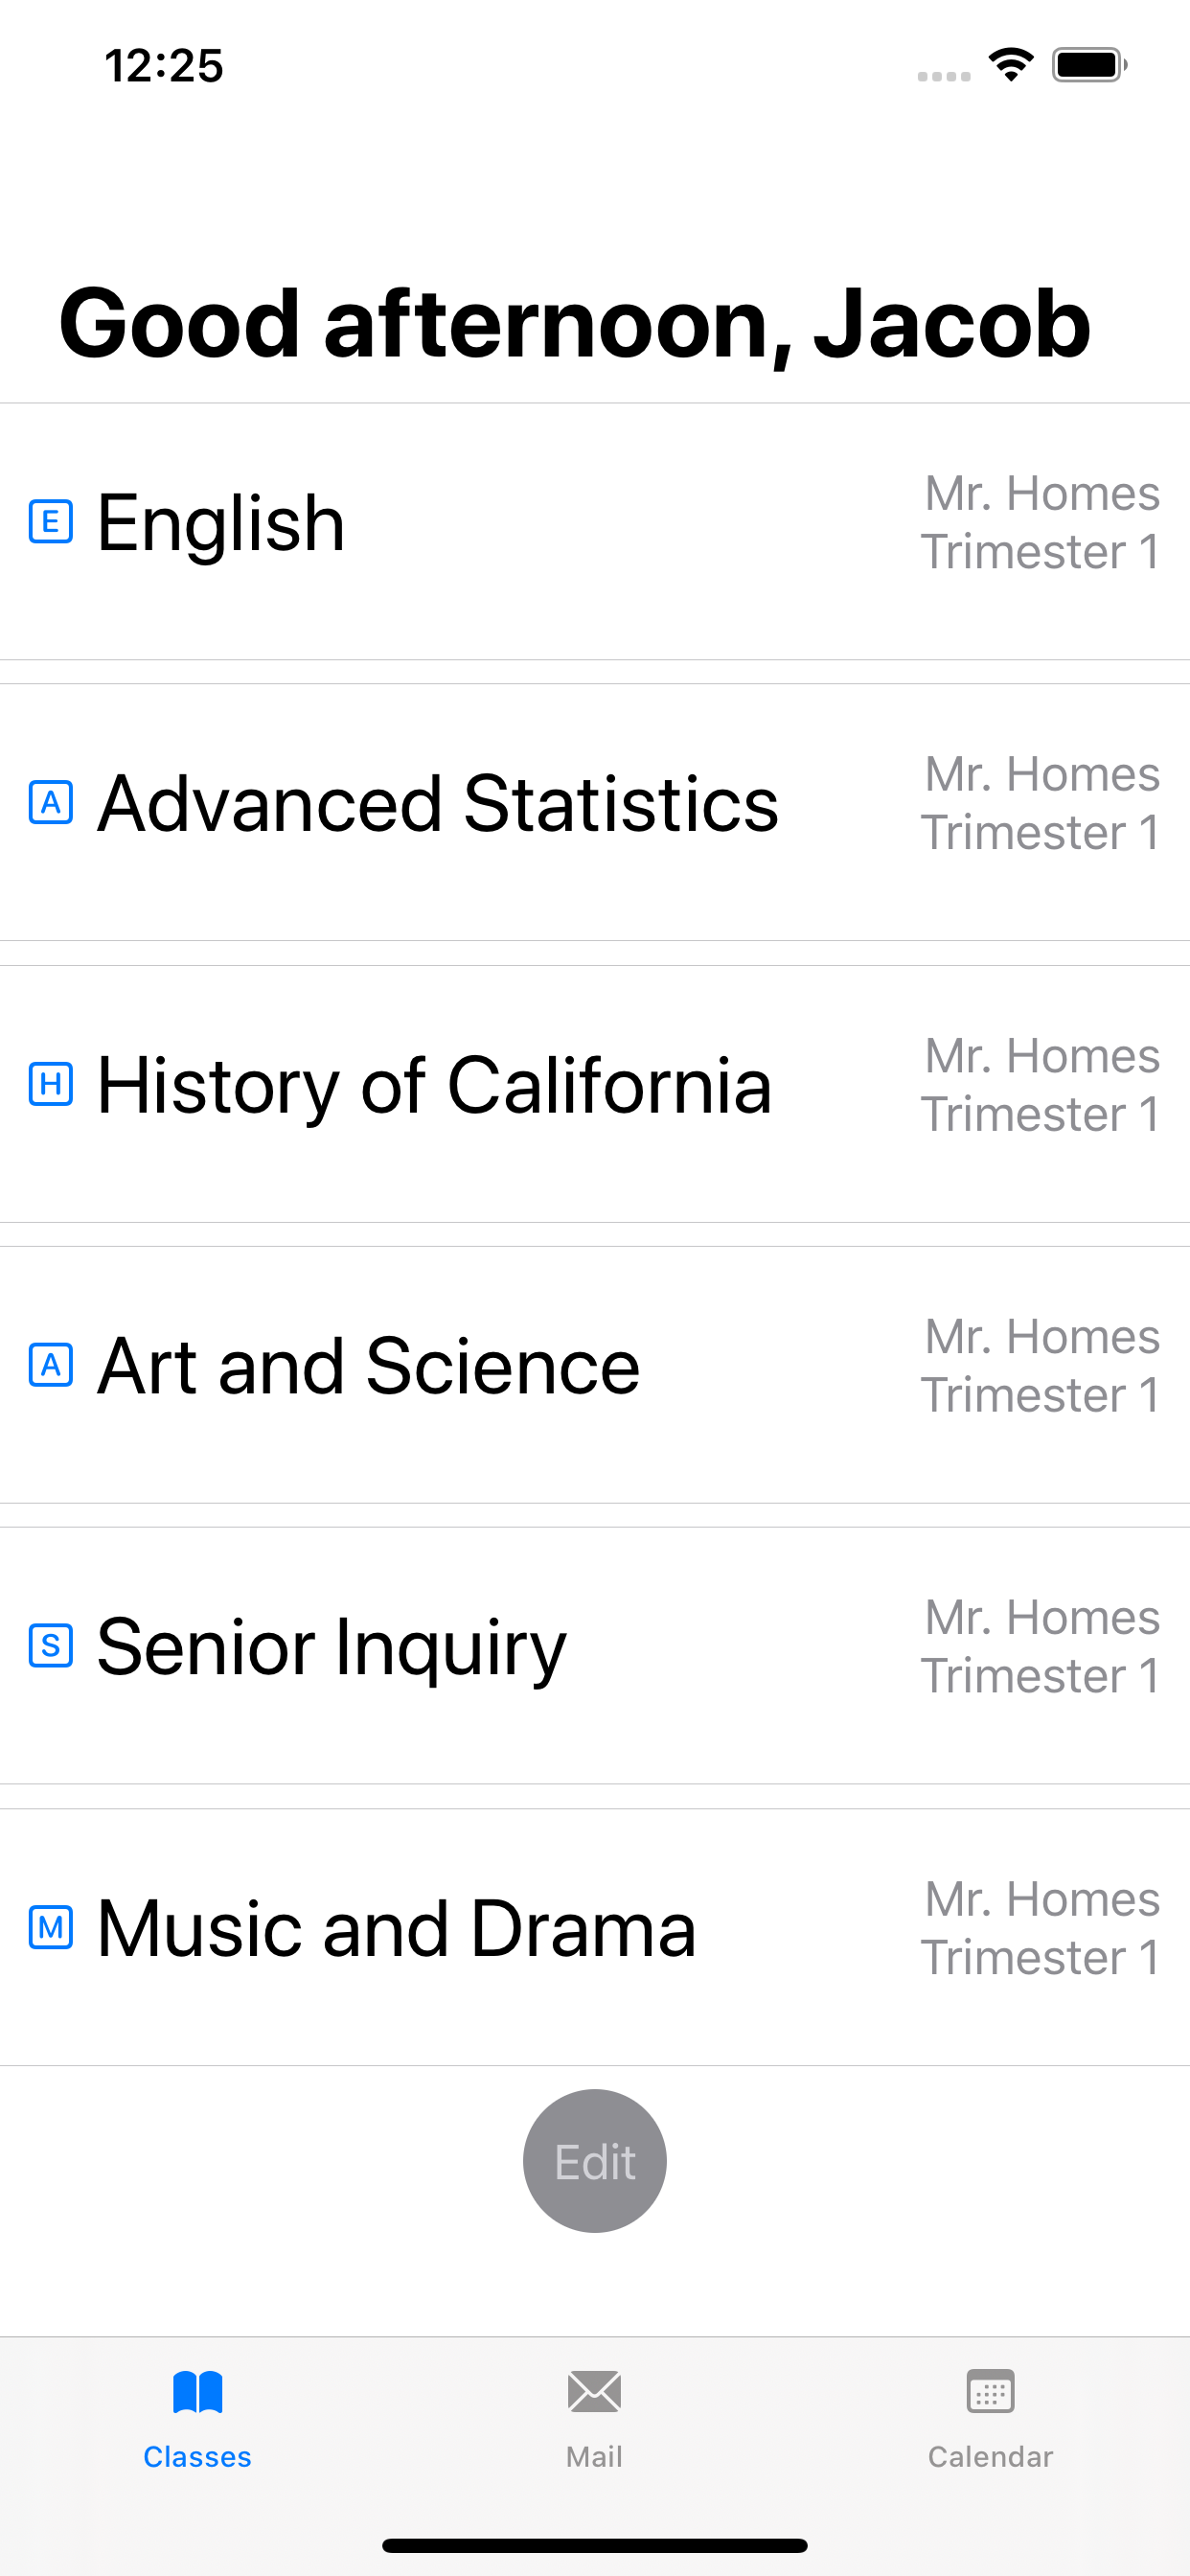 12:25
Good afternoon, Jacob
E English
Mr. Homes
Trimester 1
A Advanced Statistics
Mr. Homes
Trimester 1
H History of California
Mr. Homes
Trimester 1
A Art and Science
Mr. Homes
Trimester 1
S Senior Inquiry
Mr. Homes
Trimester 1
M Music and Drama
Mr. Homes
Trimester 1
Edit
Classes
Mail
Calendar